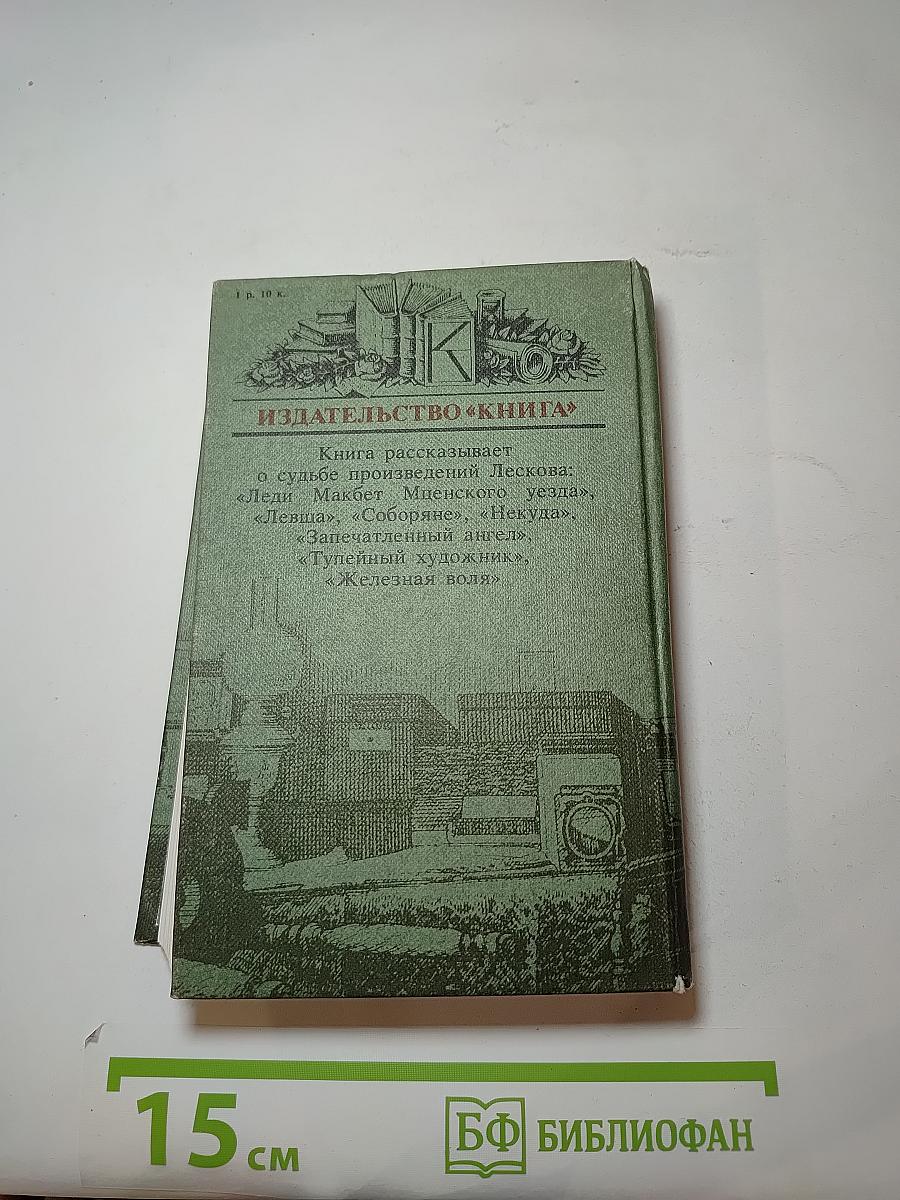 1 р. 10 к.
К
ИЗДАТЕЛЬСТВО «КНИГА»
Книга рассказывает
о судьбе произведений Лескова:
«Леди Макбет Мценского уезда»,
«Левша», «Соборяне», «Некуда»,
«Запечатленный ангел»,
«Тупейный художник»,
«Железная воля»
15 см
БФ БИБЛИОФАН